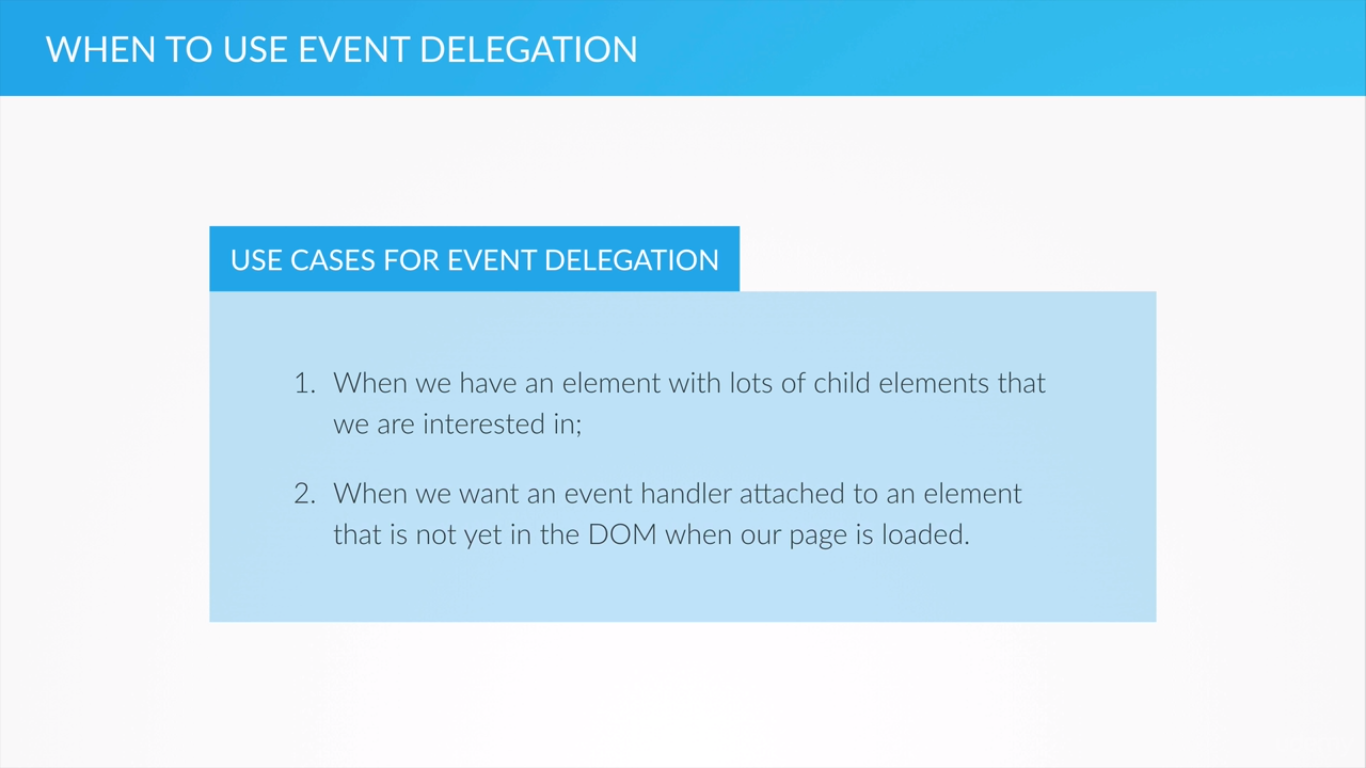 WHEN TO USE EVENT DELEGATION
USE CASES FOR EVENT DELEGATION
1. When we have an element with lots of child elements that
we are interested in;
2. When we want an event handler attached to an element
that is not yet in the DOM when our page is loaded.